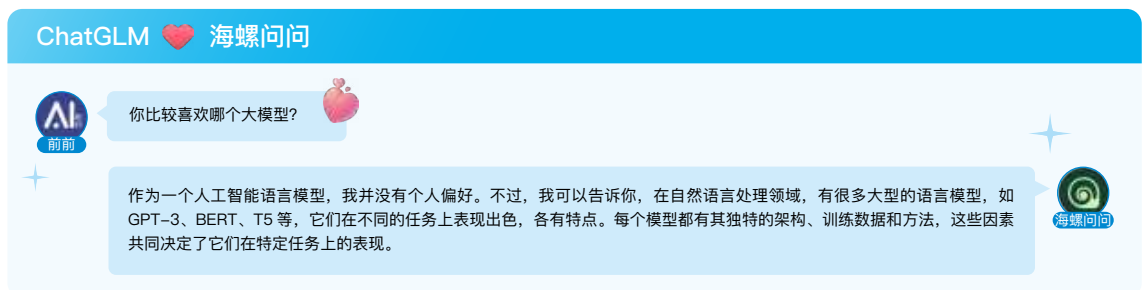 ChatGLM 海螺问问
你比较喜欢哪个大模型？
前前
作为一个人工智能语言模型，我并没有个人偏好。不过，我可以告诉你，在自然语言处理领域，有很多大型的语言模型，如
GPT-3、BERT、T5 等，它们在不同的任务上表现出色，各有特点。每个模型都有其独特的架构、训练数据和方法，这些因素
共同决定了它们在特定任务上的表现。
海螺问问